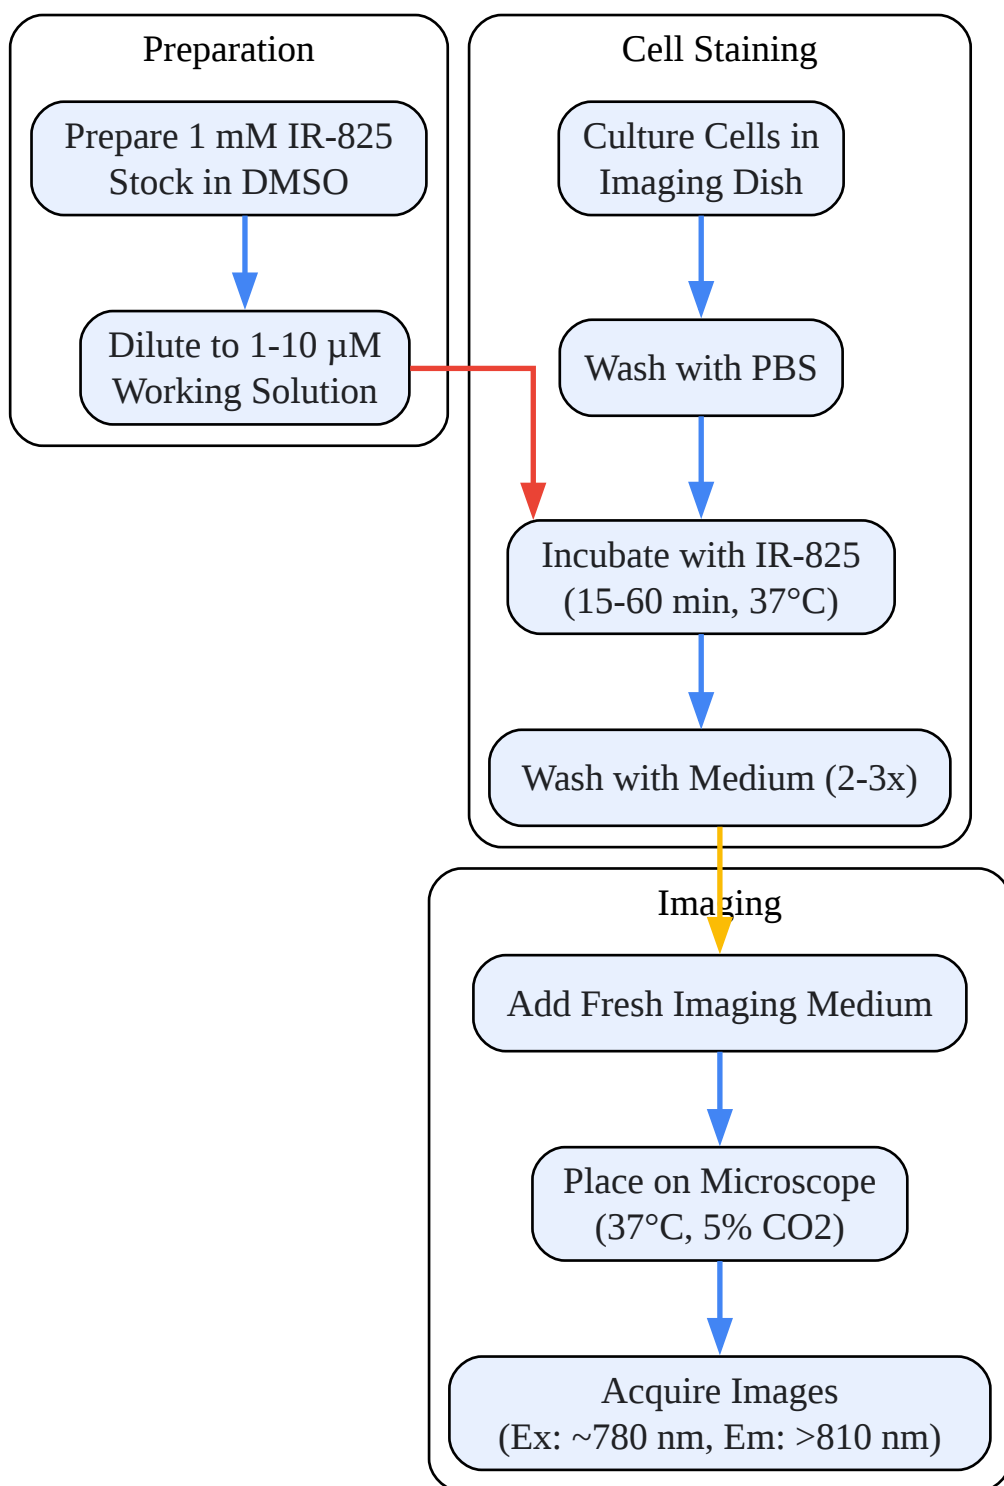 Preparation
Prepare 1 mM IR-825
Stock in DMSO
Dilute to 1-10 µM
Working Solution
Cell Staining
Culture Cells in
Imaging Dish
Wash with PBS
Incubate with IR-825
(15-60 min, 37°C)
Wash with Medium (2-3x)
Imaging
Add Fresh Imaging Medium
Place on Microscope
(37°C, 5% CO2)
Acquire Images
(Ex: ~780 nm, Em: >810 nm)